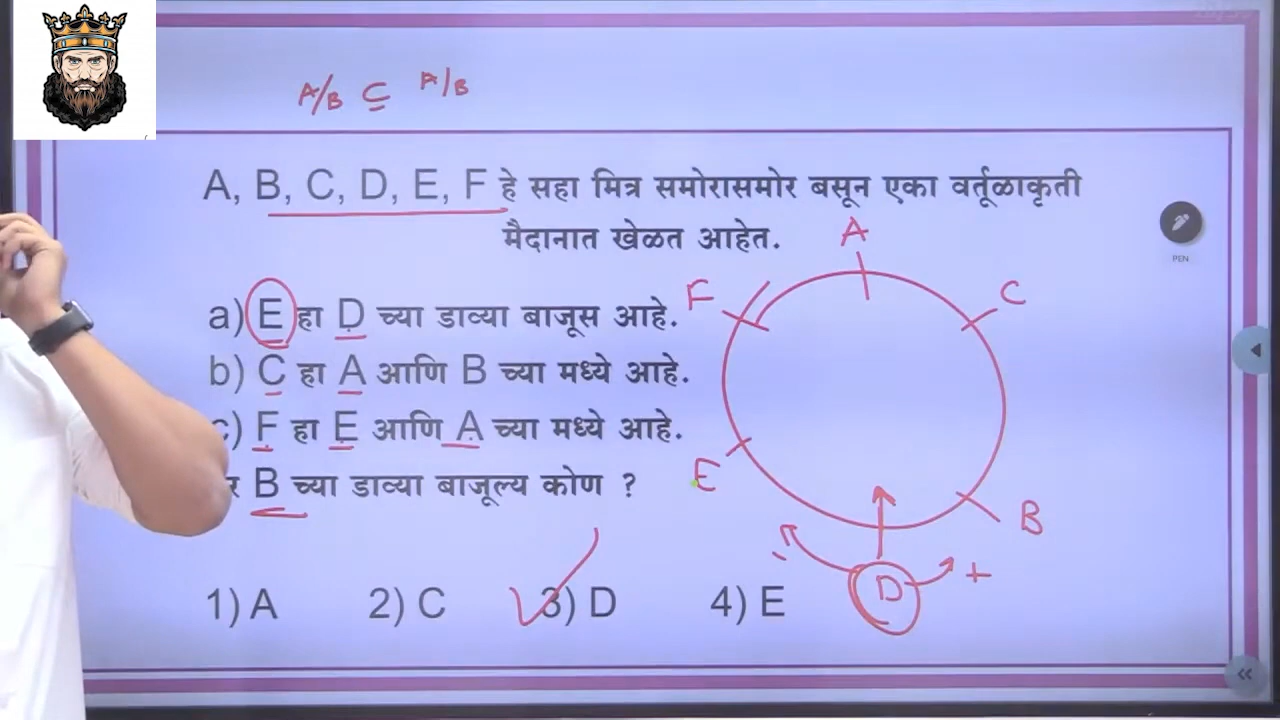 A/B C A/B
A, B, C, D, E, F हे सहा मित्र समोरासमोर बसून एका वर्तूळाकृती
मैदानात खेळत आहेत.
PEN
a) E हा D च्या डाव्या बाजूस आहे.
b) C हा A आणि B च्या मध्ये आहे.
c) F हा E आणि A च्या मध्ये आहे.
B च्या डाव्या बाजूल्य कोण ?
1) A 2) C 3) D 4) E
A
F
C
E
B
D
- +